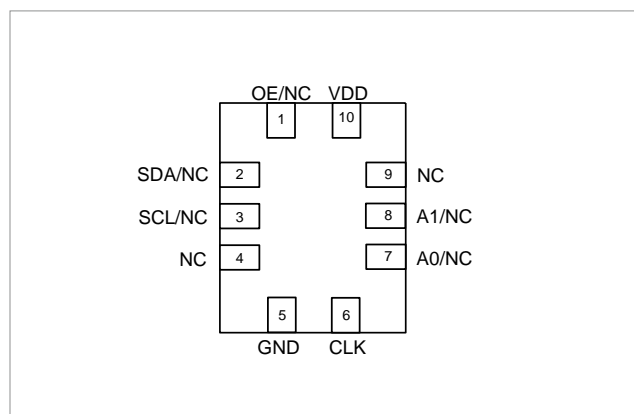 OE/NC VDD
1 10
SDA/NC 2 9 NC
SCL/NC 3 8 A1/NC
NC 4 7 A0/NC
5 6
GND CLK